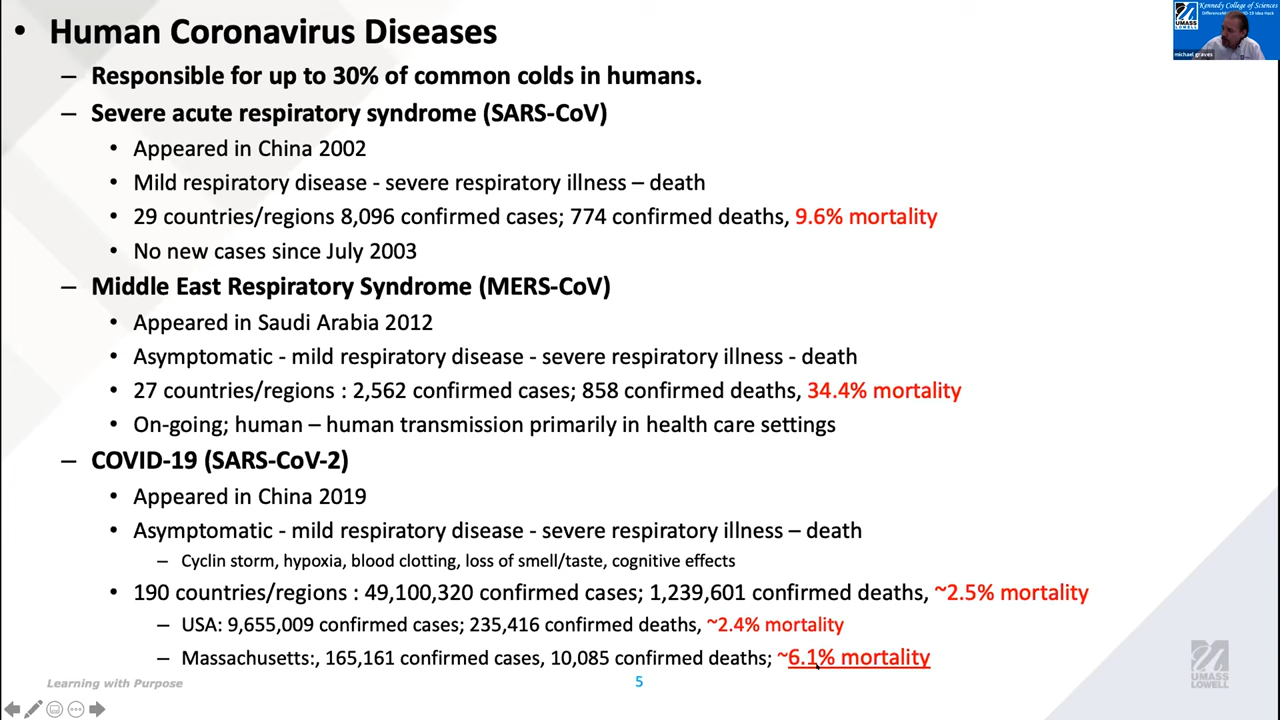 • Human Coronavirus Diseases
– Responsible for up to 30% of common colds in humans.
– Severe acute respiratory syndrome (SARS-CoV)
• Appeared in China 2002
• Mild respiratory disease - severe respiratory illness – death
• 29 countries/regions 8,096 confirmed cases; 774 confirmed deaths, 9.6% mortality
• No new cases since July 2003
– Middle East Respiratory Syndrome (MERS-CoV)
• Appeared in Saudi Arabia 2012
• Asymptomatic - mild respiratory disease - severe respiratory illness - death
• 27 countries/regions : 2,562 confirmed cases; 858 confirmed deaths, 34.4% mortality
• On-going; human – human transmission primarily in health care settings
– COVID-19 (SARS-CoV-2)
• Appeared in China 2019
• Asymptomatic - mild respiratory disease - severe respiratory illness – death
– Cyclin storm, hypoxia, blood clotting, loss of smell/taste, cognitive effects
• 190 countries/regions : 49,100,320 confirmed cases; 1,239,601 confirmed deaths, ~2.5% mortality
– USA: 9,655,009 confirmed cases; 235,416 confirmed deaths, ~2.4% mortality
– Massachusetts:, 165,161 confirmed cases, 10,085 confirmed deaths; ~6.1% mortality
Learning with Purpose
5
UMASS
LOWELL
Kennedy College of Sciences
UMASS
LOWELL
michael graves